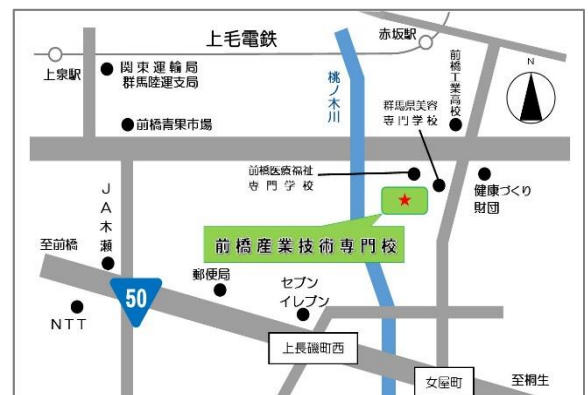 上毛電鉄
赤坂駅
上泉駅
関東運輸局
群馬陸運支局
桃ノ木川
前橋工業高校
N
群馬県美容
専門学校
前橋青果市場
前橋医療福祉
専門学校
健康づくり
財団
JA木瀬
前橋産業技術専門校
至前橋
郵便局
セブン
イレブン
50
NTT
上長磯町西
女屋町
至桐生